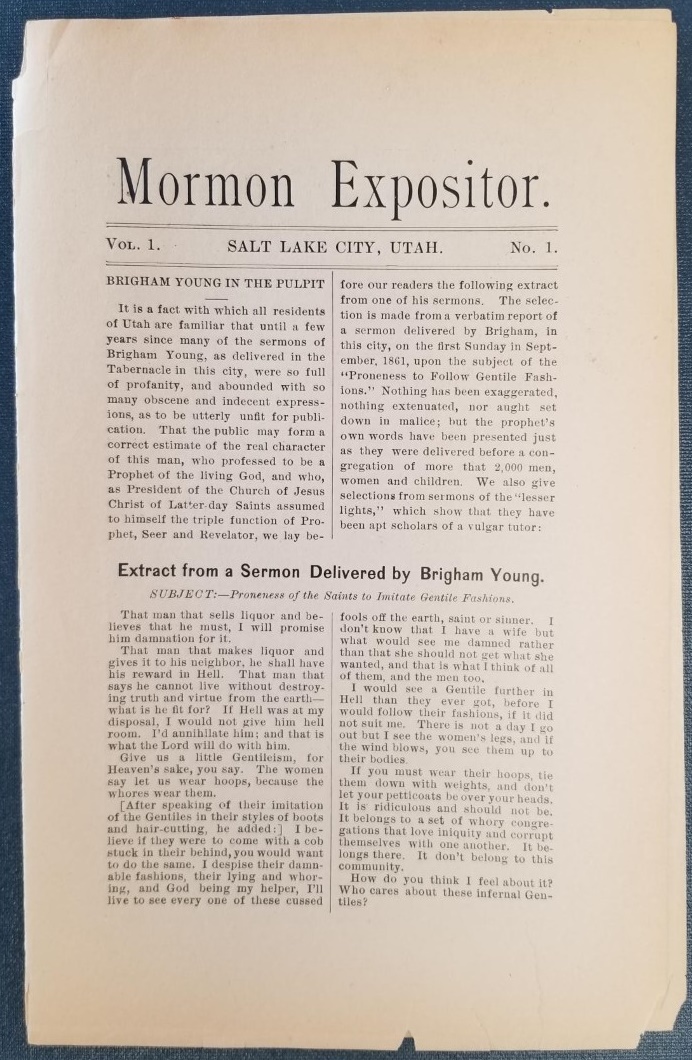 Mormon Expositor.
VOL. 1. SALT LAKE CITY, UTAH. No. 1.
BRIGHAM YOUNG IN THE PULPIT
It is a fact with which all residents
of Utah are familiar that until a few
years since many of the sermons of
Brigham Young, as delivered in the
Tabernacle in this city, were so full
of profanity, and abounded with so
many obscene and indecent express-
ions, as to be utterly unfit for publi-
cation. That the public may form a
correct estimate of the real character
of this man, who professed to be a
Prophet of the living God, and who,
as President of the Church of Jesus
Christ of Latter-day Saints assumed
to himself the triple function of Pro-
phet, Seer and Revelator, we lay be-
fore our readers the following extract
from one of his sermons. The selec-
tion is made from a verbatim report of
a sermon delivered by Brigham, in
this city, on the first Sunday in Sept-
ember, 1861, upon the subject of the
"Proneness to Follow Gentile Fash-
ions." Nothing has been exaggerated,
nothing extenuated, nor aught set
down in malice; but the prophet's
own words have been presented just
as they were delivered before a con-
gregation of more that 2,000 men,
women and children. We also give
selections from sermons of the "lesser
lights," which show that they have
been apt scholars of a vulgar tutor:
Extract from a Sermon Delivered by Brigham Young.
SUBJECT:—Proneness of the Saints to Imitate Gentile Fashions.
That man that sells liquor and be-
lieves that he must, I will promise
him damnation for it.
That man that makes liquor and
gives it to his neighbor, he shall have
his reward in Hell. That man that
says he cannot live without destroy-
ing truth and virtue from the earth—
what is he fit for? If Hell was at my
disposal, I would not give him hell
room. I'd annihilate him; and that is
what the Lord will do with him.
Give us a little Gentileism, for
Heaven's sake, you say. The women
say let us wear hoops, because the
whores wear them.
[After speaking of their imitation
of the Gentiles in their styles of boots
and hair-cutting, he added:] I be-
lieve if they were to come with a cob
stuck in their behind, you would want
to do the same. I despise their damn-
able fashions, their lying and whor-
ing, and God being my helper, I'll
live to see every one of these cussed
fools off the earth, saint or sinner. I
don't know that I have a wife but
what would see me damned rather
than that she should not get what she
wanted, and that is what I think of all
of them, and the men too.
I would see a Gentile further in
Hell than they ever got, before I
would follow their fashions, if it did
not suit me. There is not a day I go
out but I see the women's legs, and if
the wind blows, you see them up to
their bodies.
If you must wear their hoops, tie
them down with weights, and don't
let your petticoats be over your heads.
It is ridiculous and should not be.
It belongs to a set of whory congre-
gations that love iniquity and corrupt
themselves with one another. It be-
longs there. It don't belong to this
community.
How do you think I feel about it?
Who cares about these infernal Gen-
tiles?